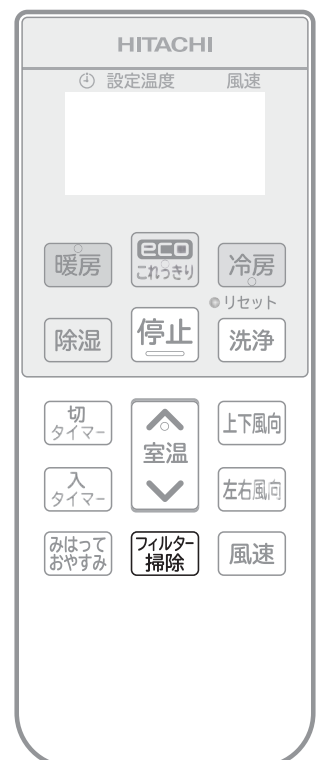 HITACHI
設定温度 風速
暖房 eco これっきり 冷房
リセット
除湿 停止 洗浄
切 タイマー 室温 上下風向
入 タイマー 左右風向
みはって おやすみ フィルター 掃除 風速